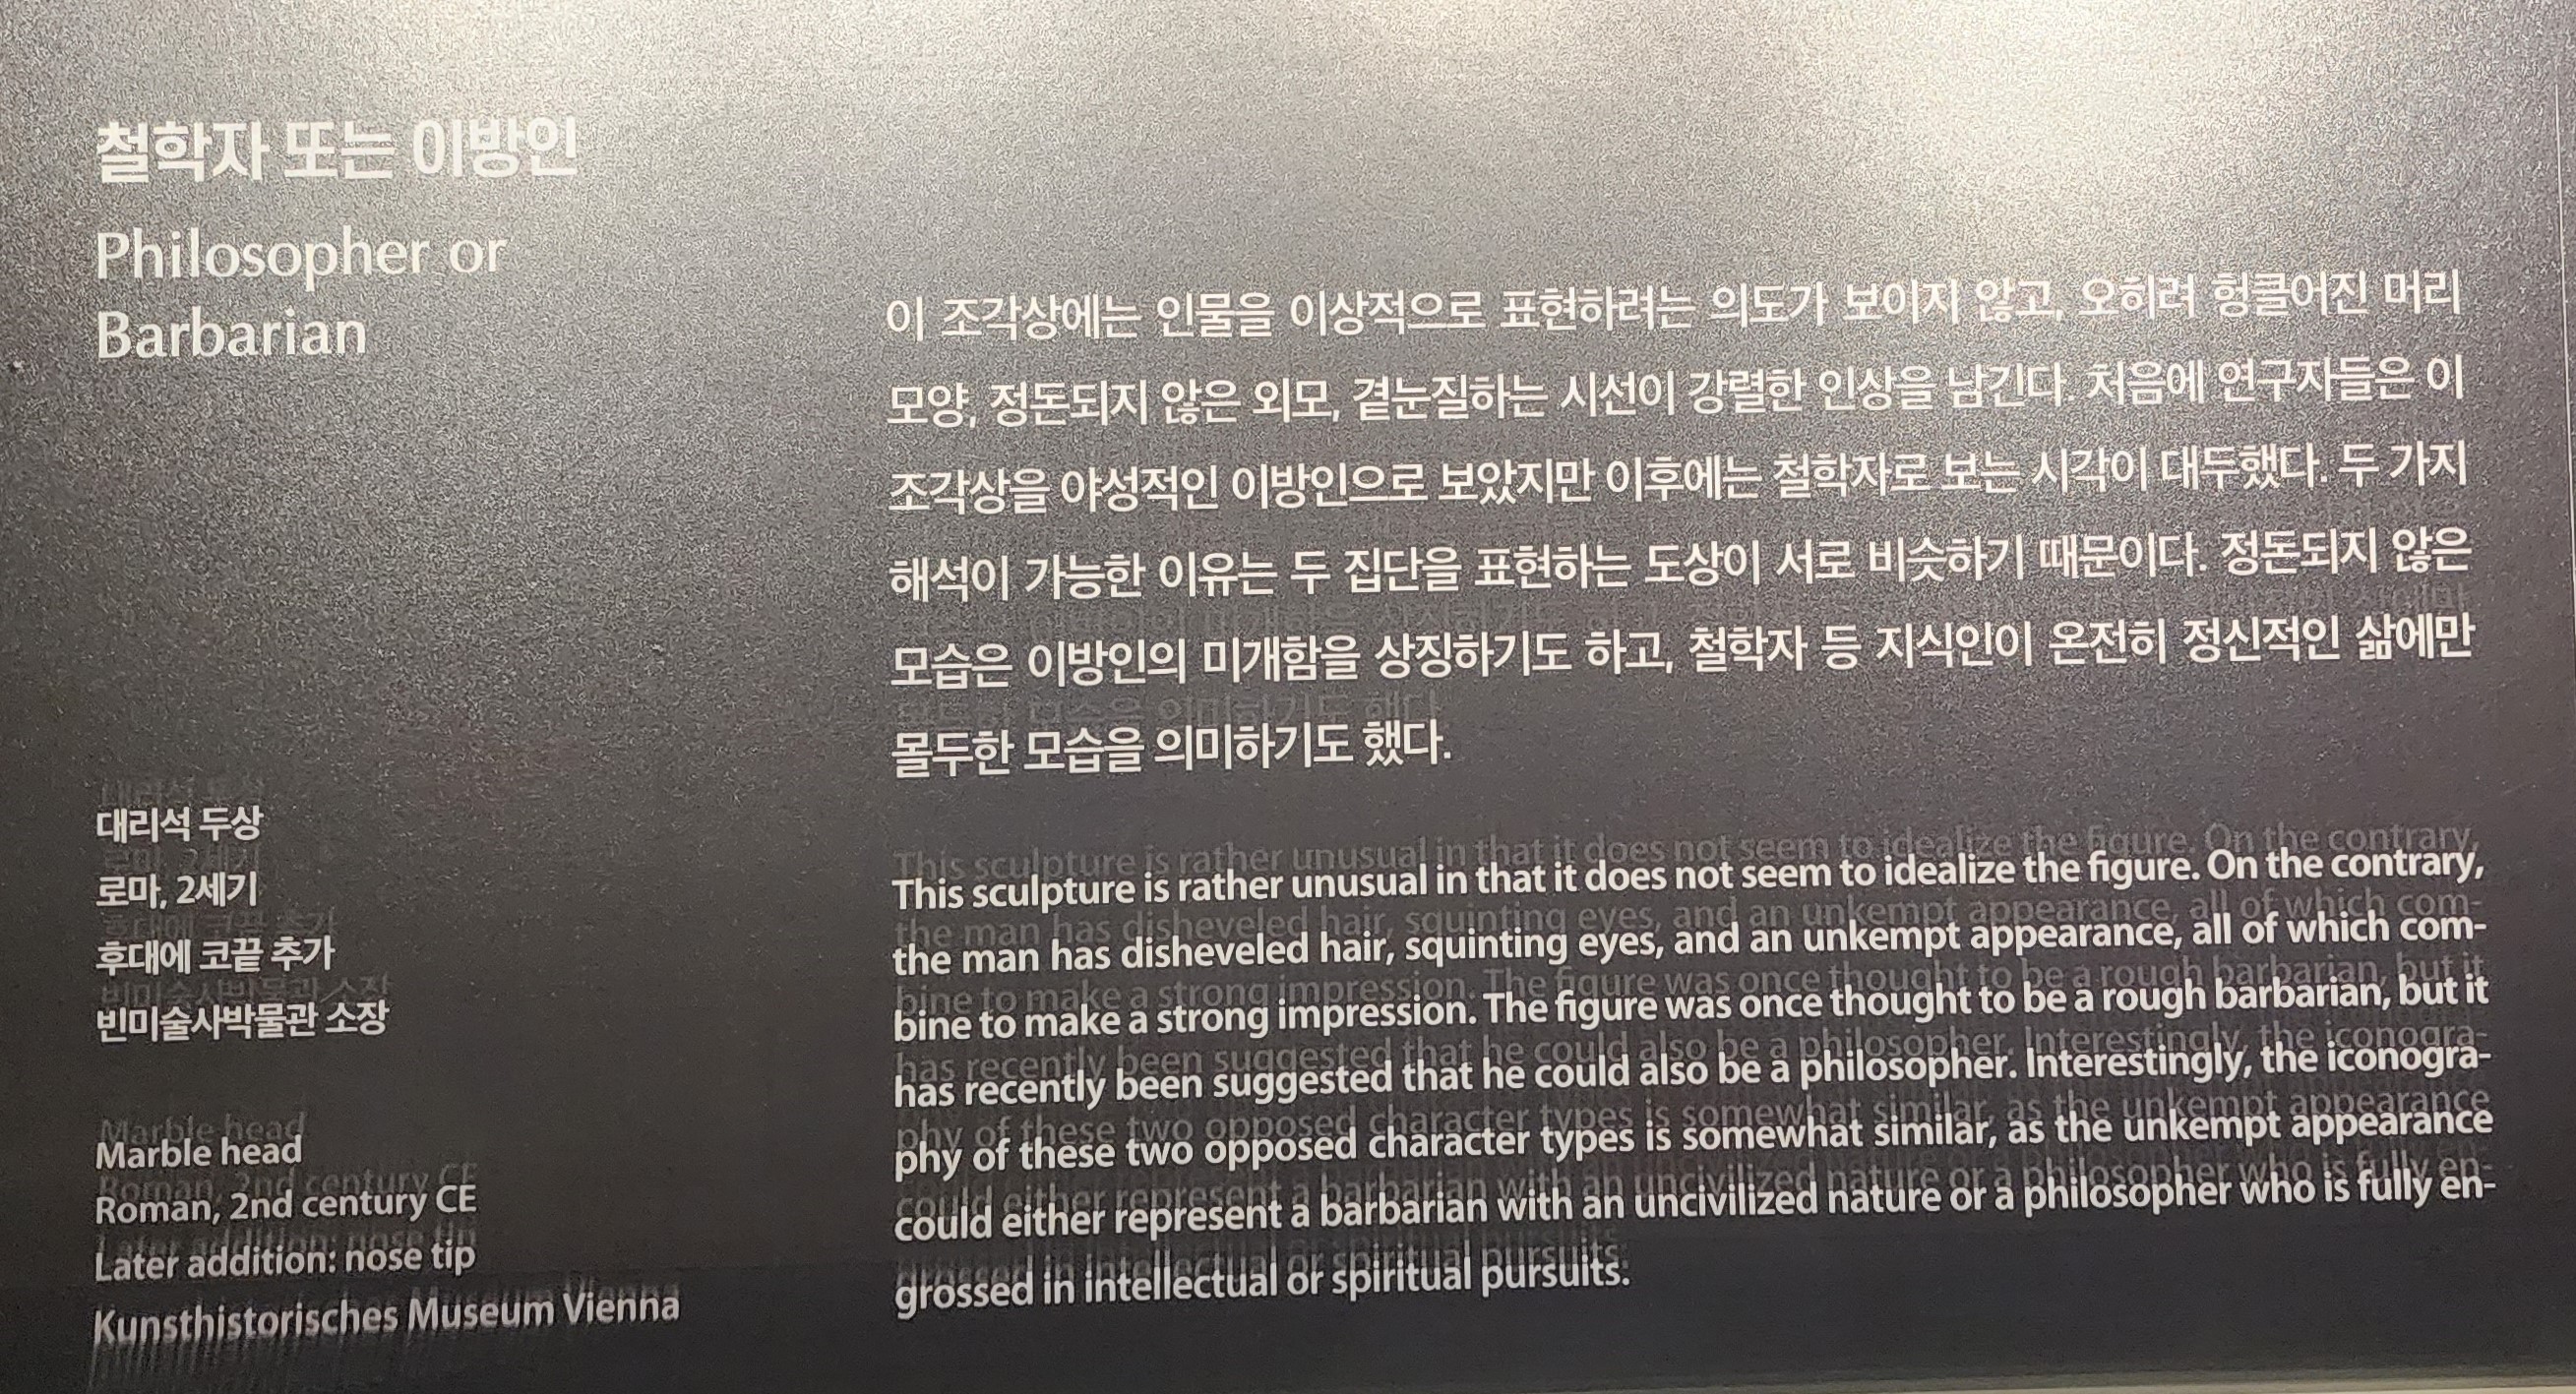 철학자 또는 이방인
Philosopher or
Barbarian
이 조각상에는 인물을 이상적으로 표현하려는 의도가 보이지 않고, 오히려 헝클어진 머리
모양, 정돈되지 않은 외모, 곁눈질하는 시선이 강렬한 인상을 남긴다. 처음에 연구자들은 이
조각상을 야성적인 이방인으로 보았지만 이후에는 철학자로 보는 시각이 대두했다. 두 가지
해석이 가능한 이유는 두 집단을 표현하는 도상이 서로 비슷하기 때문이다. 정돈되지 않은
모습은 이방인의 미개함을 상징하기도 하고, 철학자 등 지식인이 온전히 정신적인 삶에만
몰두한 모습을 의미하기도 했다.
대리석 두상
로마, 2세기
후대에 코끝 추가
빈미술사박물관 소장
Marble head
Roman, 2nd century CE
Later addition: nose tip
Kunsthistorisches Museum Vienna
This sculpture is rather unusual in that it does not seem to idealize the figure. On the contrary,
the man has disheveled hair, squinting eyes, and an unkempt appearance, all of which com-
bine to make a strong impression. The figure was once thought to be a rough barbarian, but it
has recently been suggested that he could also be a philosopher. Interestingly, the iconogra-
phy of these two opposed character types is somewhat similar, as the unkempt appearance
could either represent a barbarian with an uncivilized nature or a philosopher who is fully en-
grossed in intellectual or spiritual pursuits.